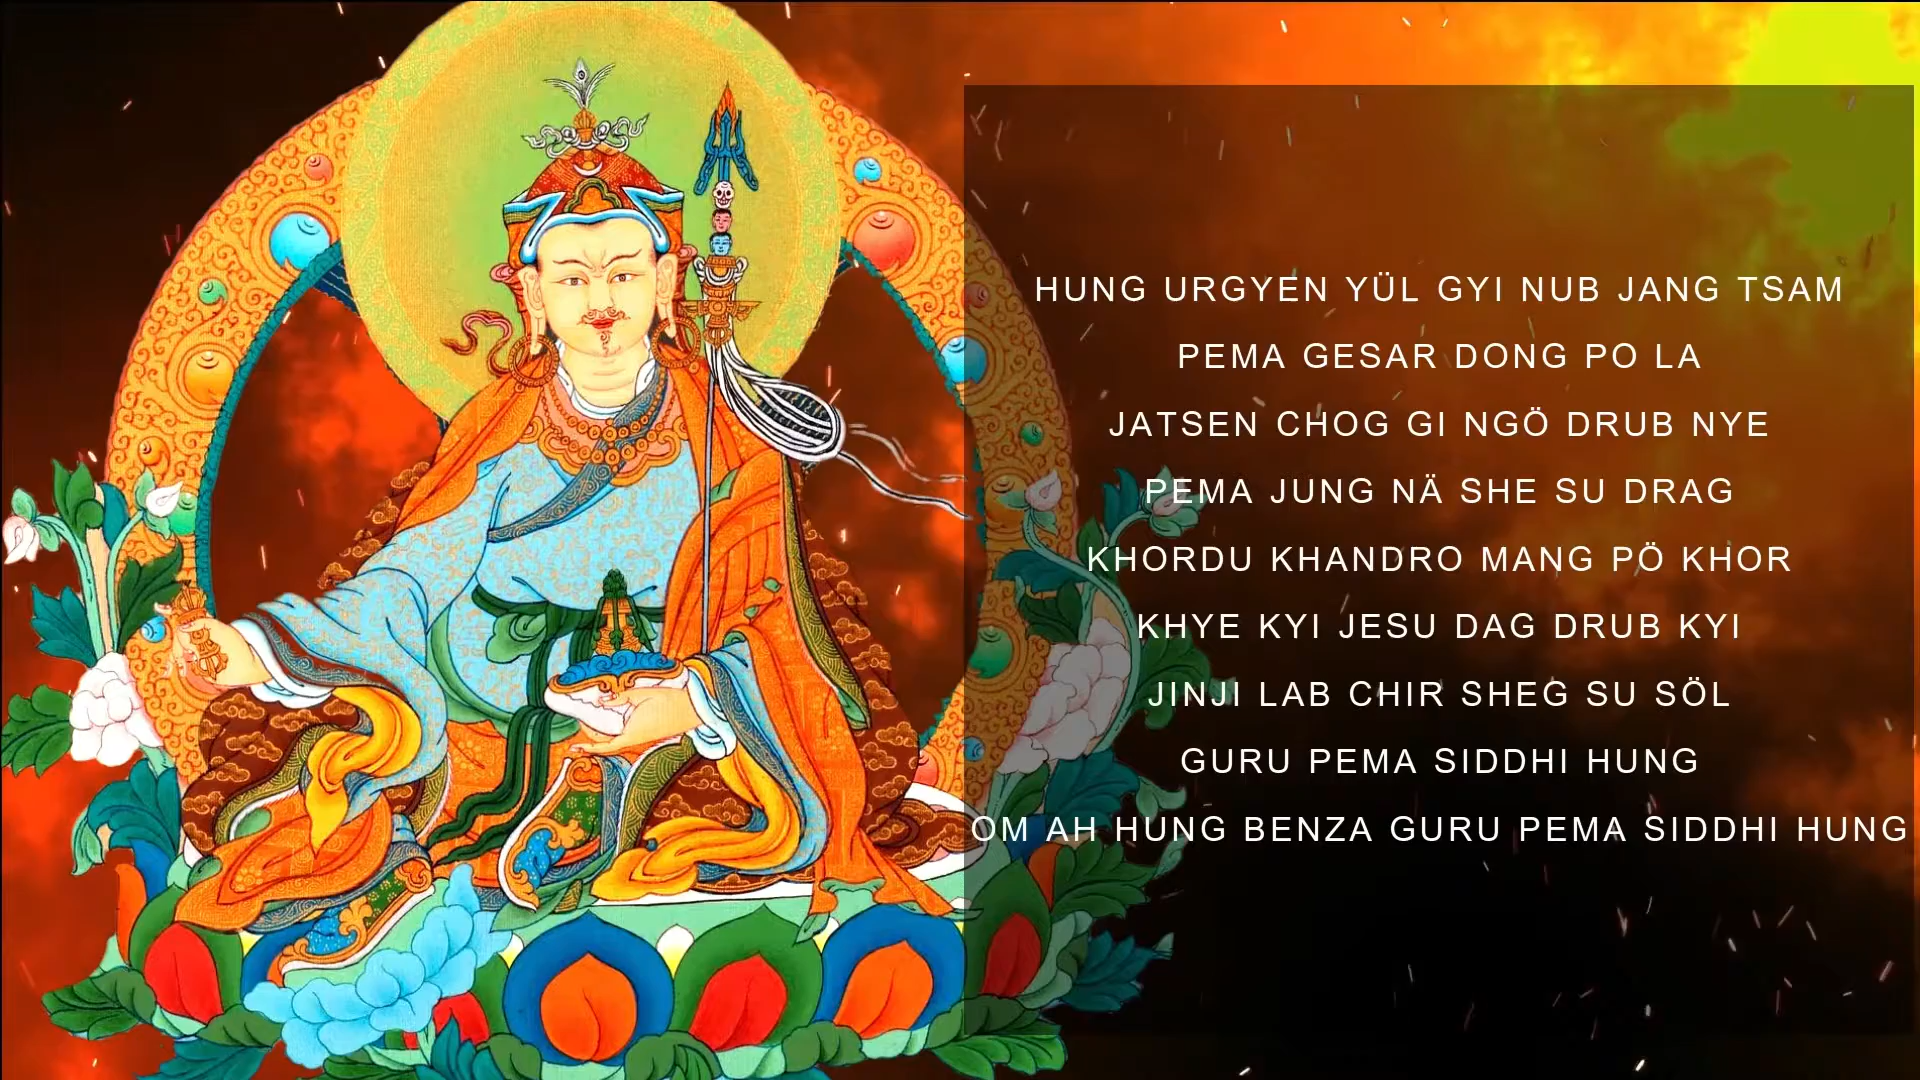 HUNG URGYEN YÜL GYI NUB JANG TSAM
PEMA GESAR DONG PO LA
JATSEN CHOG GI NGÖ DRUB NYE
PEMA JUNG NÄ SHE SU DRAG
KHORDU KHANDRO MANG PÖ KHOR
KHYE KYI JESU DAG DRUB KYI
JINJI LAB CHIR SHEG SU SÖL
GURU PEMA SIDDHI HUNG
OM AH HUNG BENZA GURU PEMA SIDDHI HUNG